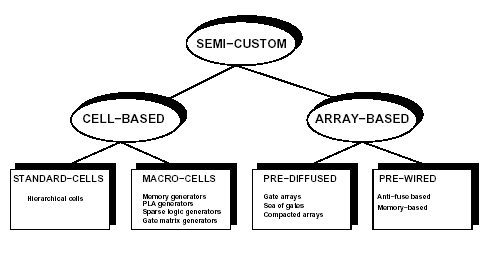 SEMI-CUSTOM
CELL-BASED
ARRAY-BASED
STANDARD-CELLS
Hierarchical cells
MACRO-CELLS
Memory generators
PLA generators
Sparse logic generators
Gate matrix generators
PRE-DIFFUSED
Gate arrays
Sea of gates
Compacted arrays
PRE-WIRED
Anti-fuse based
Memory-based